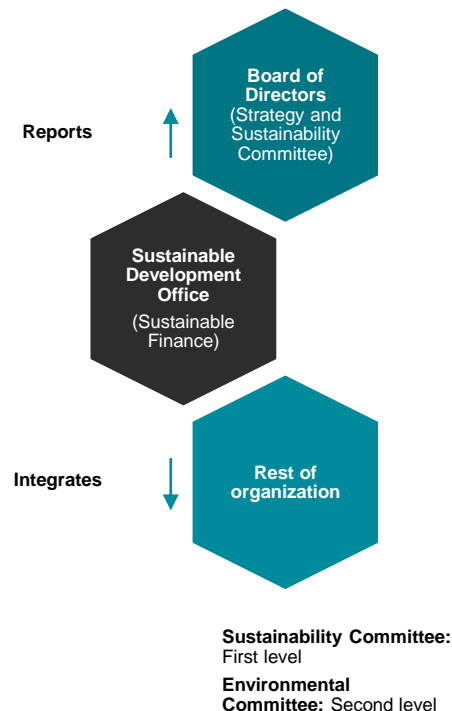 Board of
Directors
(Strategy and
Sustainability
Committee)
Reports
Sustainable
Development
Office
(Sustainable
Finance)
Integrates
Rest of
organization
Sustainability Committee:
First level
Environmental
Committee: Second level